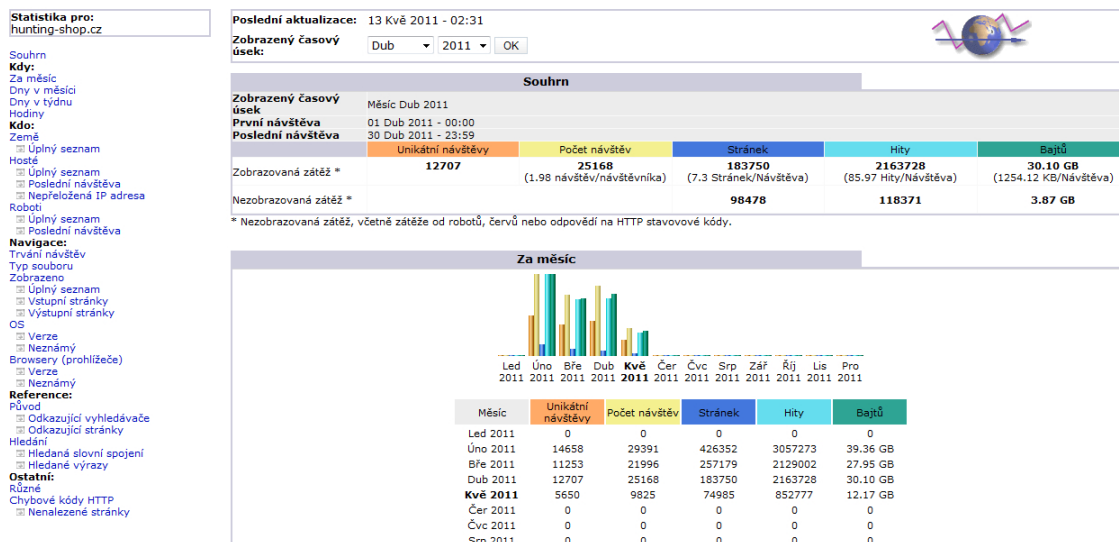 Statistika pro:
hunting-shop.cz
Souhrn
Kdy:
Za měsíc
Dny v měsíci
Dny v týdnu
Hodiny
Kdo:
Země
Úplný seznam
Hosté
Úplný seznam
Poslední návštěva
Nepřeložená IP adresa
Roboti
Úplný seznam
Poslední návštěva
Navigace:
Trvání návštěv
Typ souboru
Zobrazeno
Úplný seznam
Vstupní stránky
Výstupní stránky
OS
Verze
Neznámý
Browsery (prohlížeče)
Verze
Neznámý
Reference:
Původ
Odkazující vyhledávače
Odkazující stránky
Hledání
Hledaná slovní spojení
Hledané výrazy
Ostatní:
Různé
Chybové kódy HTTP
Nenalezené stránky
Poslední aktualizace: 13 Kvě 2011 - 02:31
Zobrazený časový
úsek: Dub 2011 OK
Souhrn
Zobrazený časový
úsek Měsíc Dub 2011
První návštěva 01 Dub 2011 - 00:00
Poslední návštěva 30 Dub 2011 - 23:59
Unikátní návštěvy Počet návštěv Stránek Hity Bajtů
Zobrazovaná zátěž * 12707 25168 183750 2163728 30.10 GB
(1.98 návštěv/návštěvníka) (7.3 Stránek/Návštěva) (85.97 Hity/Návštěva) (1254.12 KB/Návštěva)
Nezobrazovaná zátěž * 98478 118371 3.87 GB
* Nezobrazovaná zátěž, včetně zátěže od robotů, červů nebo odpovědí na HTTP stavovové kódy.
Za měsíc
Led Úno Bře Dub Kvě Čer Čvc Srp Zář Říj Lis Pro
2011 2011 2011 2011 2011 2011 2011 2011 2011 2011 2011 2011
Měsíc Unikátní návštěvy Počet návštěv Stránek Hity Bajtů
Led 2011 0 0 0 0 0
Úno 2011 14658 29391 426352 3057273 39.36 GB
Bře 2011 11253 21996 257179 2129002 27.95 GB
Dub 2011 12707 25168 183750 2163728 30.10 GB
Kvě 2011 5650 9825 74985 852777 12.17 GB
Čer 2011 0 0 0 0 0
Čvc 2011 0 0 0 0 0
Srp 2011 0 0 0 0 0